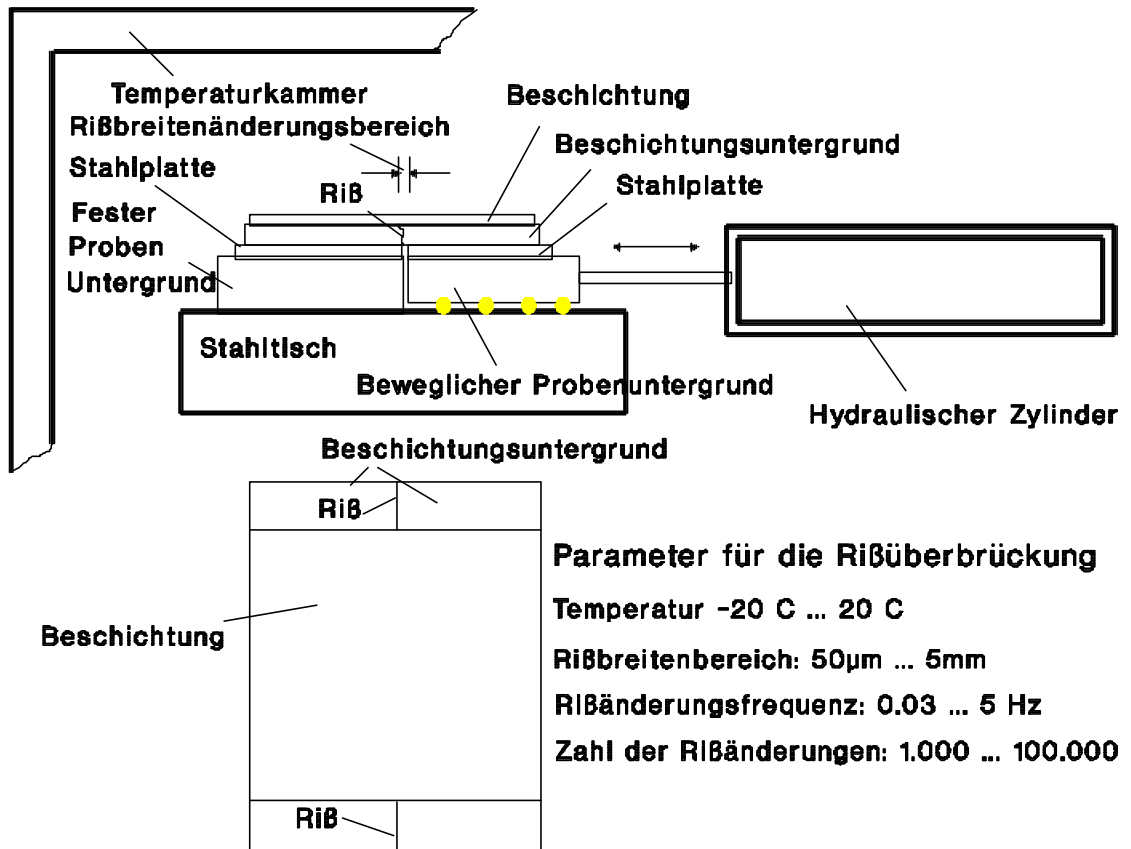 Temperaturkammer
Rißbreitenänderungsbereich
Stahlplatte
Fester
Proben
Untergrund
Riß
Beschichtung
Beschichtungsuntergrund
Stahlplatte
Stahltisch
Beweglicher Probenuntergrund
Hydraulischer Zylinder
Beschichtungsuntergrund
Riß
Beschichtung
Riß
Parameter für die Rißüberbrückung
Temperatur -20 C ... 20 C
Rißbreitenbereich: 50µm ... 5mm
Rißänderungsfrequenz: 0.03 ... 5 Hz
Zahl der Rißänderungen: 1.000 ... 100.000